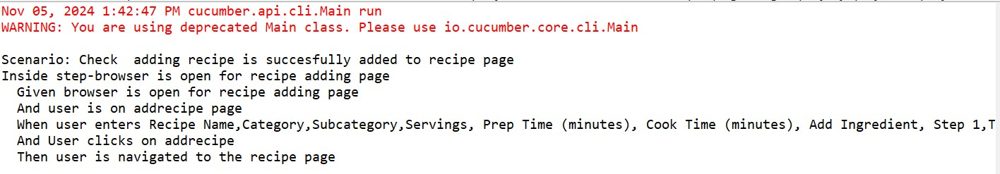 Nov 05, 2024 1:42:47 PM cucumber.api.cli.Main run
WARNING: You are using deprecated Main class. Please use io.cucumber.core.cli.Main
Scenario: Check  adding recipe is succesfully added to recipe page
Inside step-browser is open for recipe adding page
Given browser is open for recipe adding page
And user is on addrecipe page
When user enters Recipe Name,Category,Subcategory,Servings, Prep Time (minutes), Cook Time (minutes), Add Ingredient, Step 1,T
And User clicks on addrecipe
Then user is navigated to the recipe page